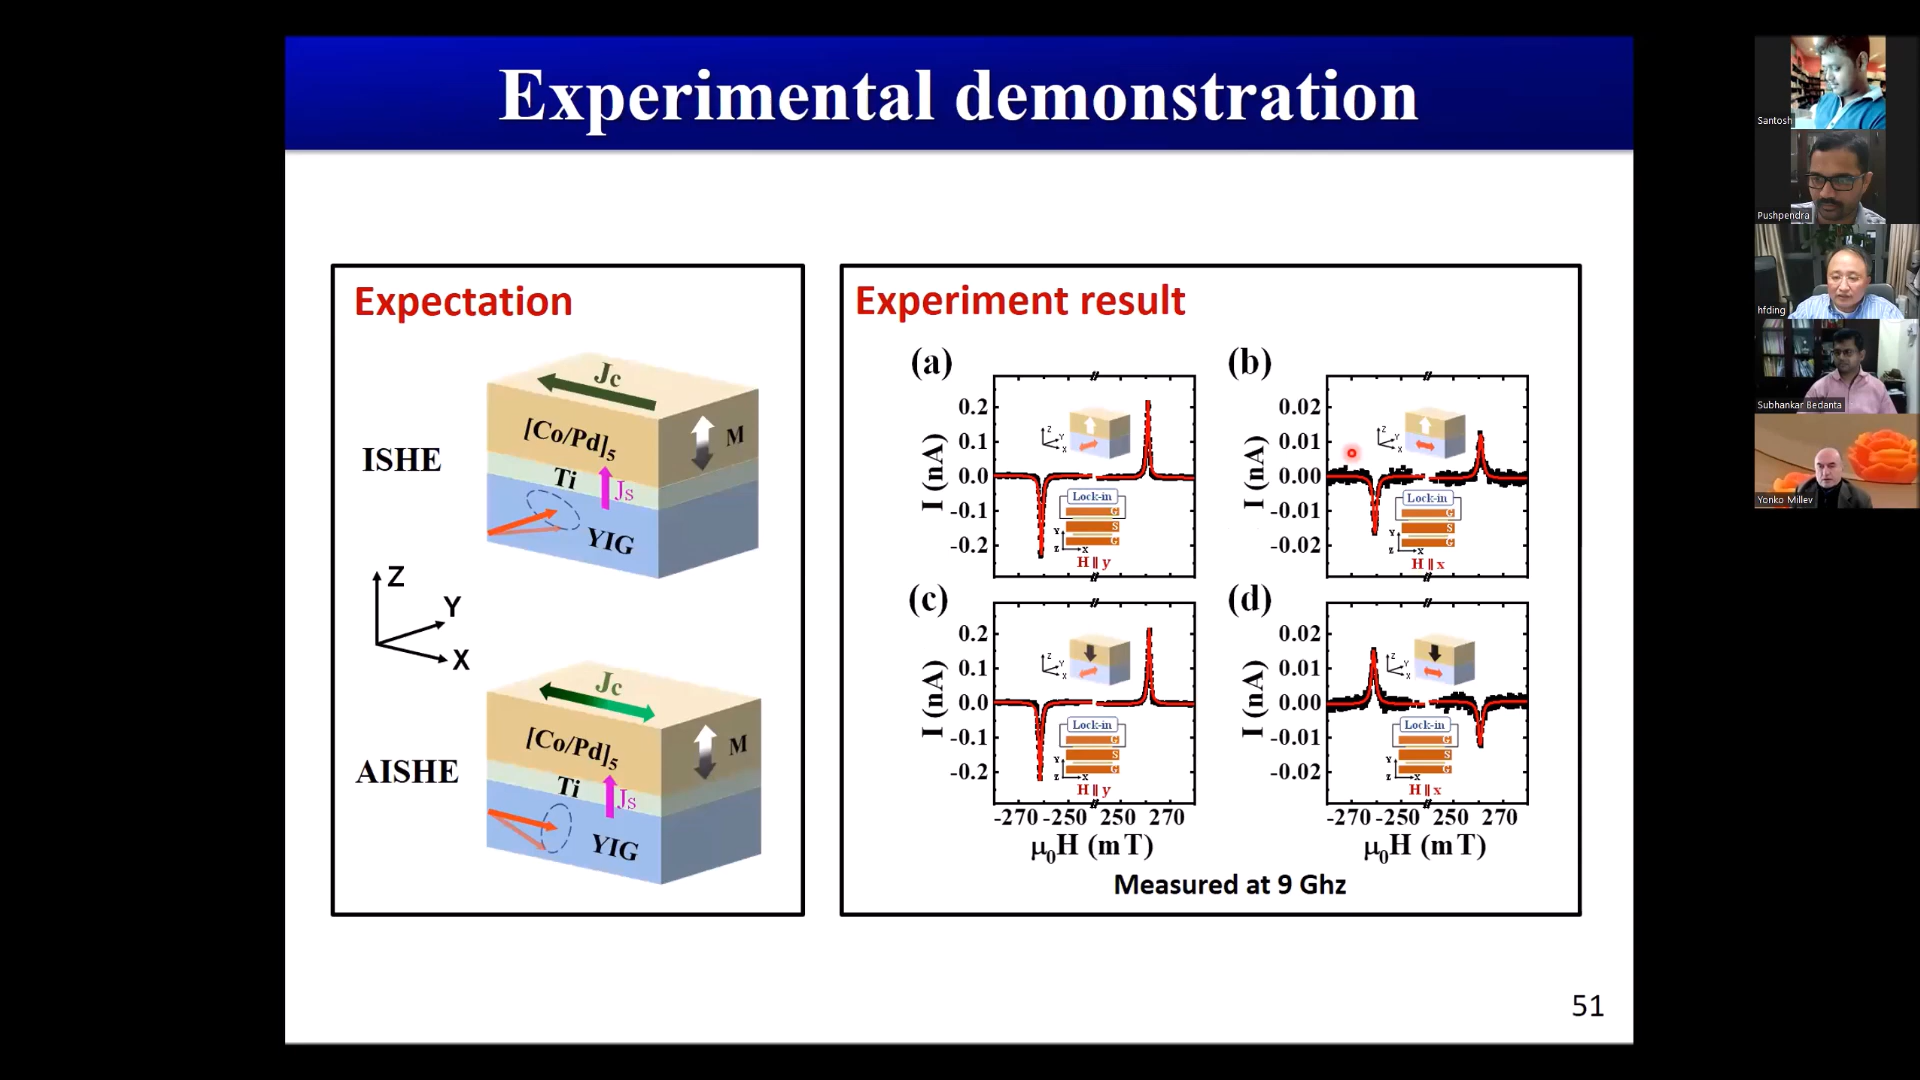 Experimental demonstration
Expectation
ISHE
Jc
[Co/Pd]5
M
Ti
Js
YIG
Z
Y
X
AISHE
Jc
[Co/Pd]5
M
Ti
Js
YIG
Experiment result
(a)
0.2
0.1
0.0
-0.1
-0.2
I (nA)
Z
Y
X
Lock-in
G
S
G
Y
Z
X
H ∥ y
(b)
0.02
0.01
0.00
-0.01
-0.02
I (nA)
Z
Y
X
Lock-in
G
S
G
Y
Z
X
H ∥ x
(c)
0.2
0.1
0.0
-0.1
-0.2
I (nA)
Z
Y
X
Lock-in
G
S
G
Y
Z
X
H ∥ y
-270 -250 250 270
μ0H (mT)
(d)
0.02
0.01
0.00
-0.01
-0.02
I (nA)
Z
Y
X
Lock-in
G
S
G
Y
Z
X
H ∥ x
-270 -250 250 270
μ0H (mT)
Measured at 9 Ghz
51
Santosh
Pushpendra
hfding
Subhankar Bedanta
Yonko Millev